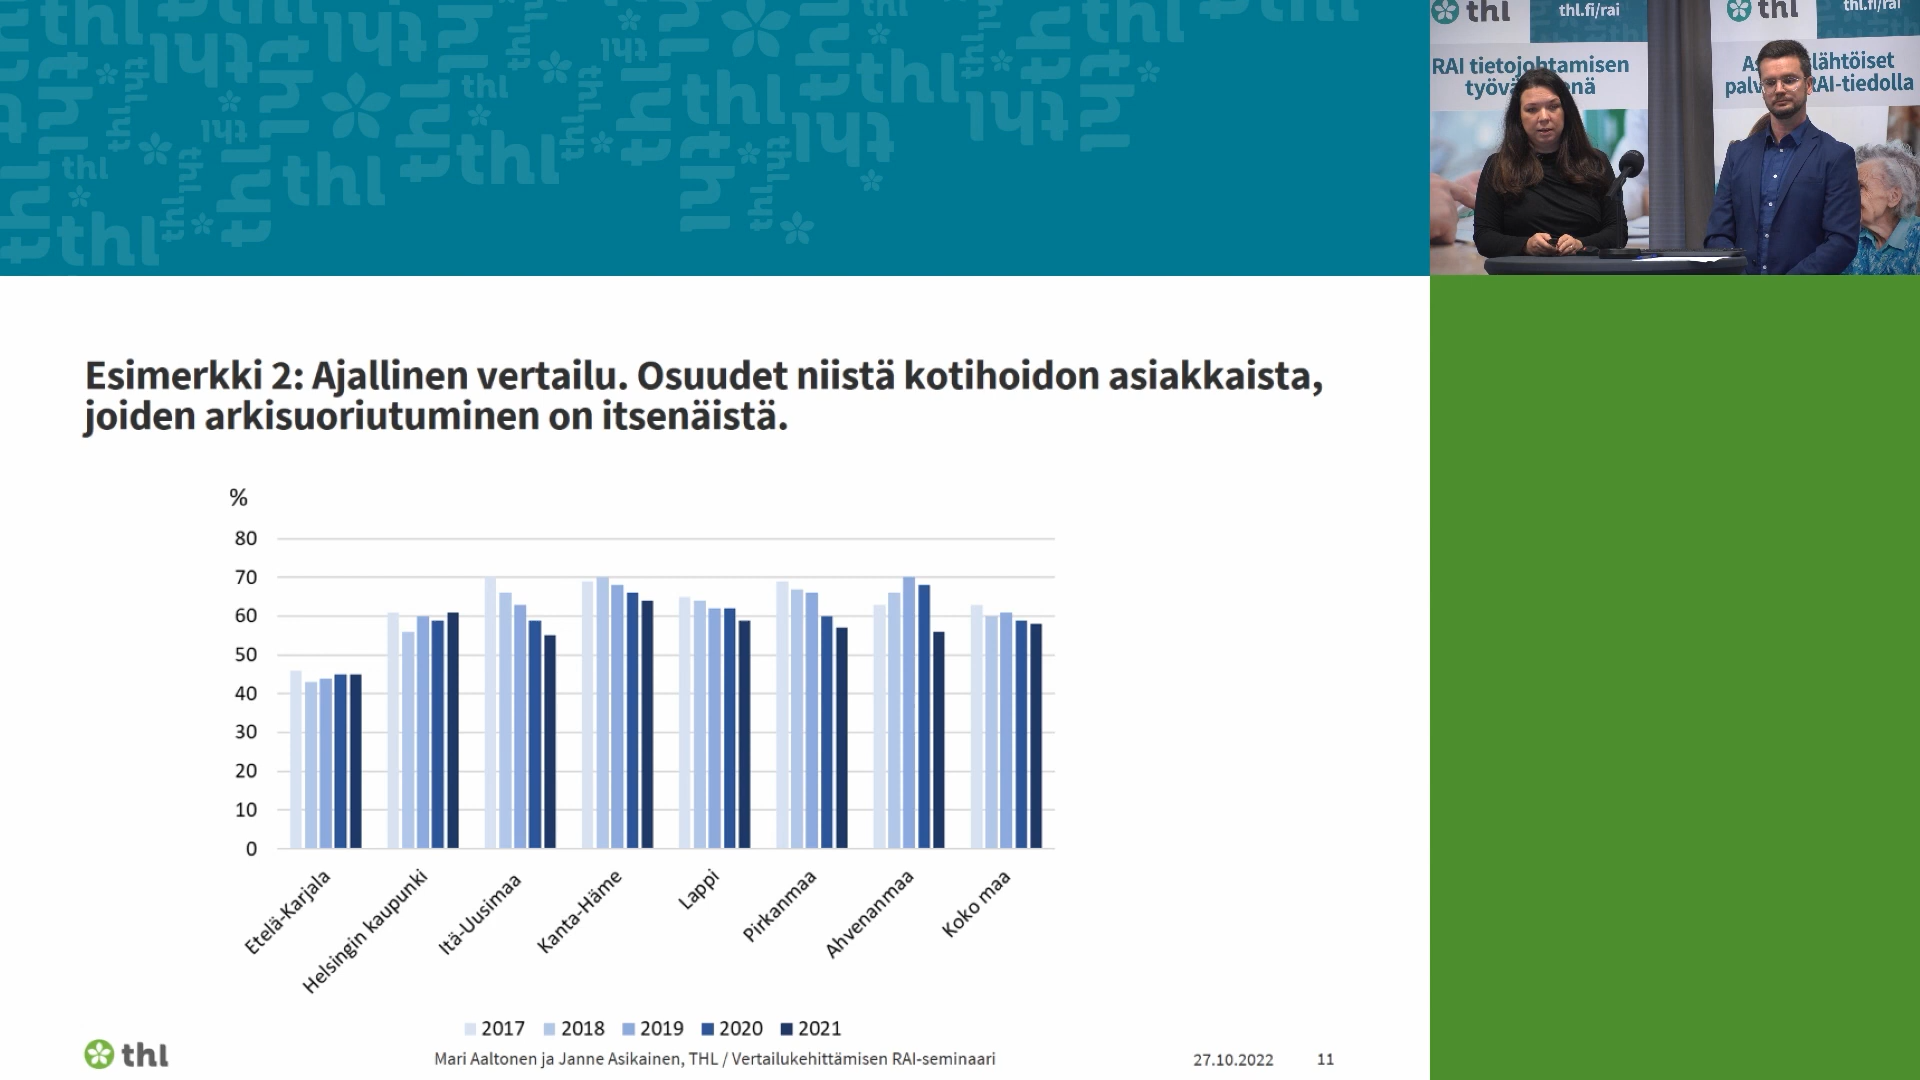 thl
thl.fi/rai
thl
thl.fi/rai
RAI tietojohtamisen
Esimerkki 2: Ajallinen vertailu. Osuudet niistä kotihoidon asiakkaista,
joiden arkisuoriutuminen on itsenäistä.
%
80
70
60
50
40
30
20
10
0
Etelä-Karjala
Helsingin kaupunki
Itä-Uusimaa
Kanta-Häme
Lappi
Pirkanmaa
Ahvenanmaa
Koko maa
2017 2018 2019 2020 2021
thl
Mari Aaltonen ja Janne Asikainen, THL / Vertailukehittämisen RAI-seminaari
27.10.2022 11